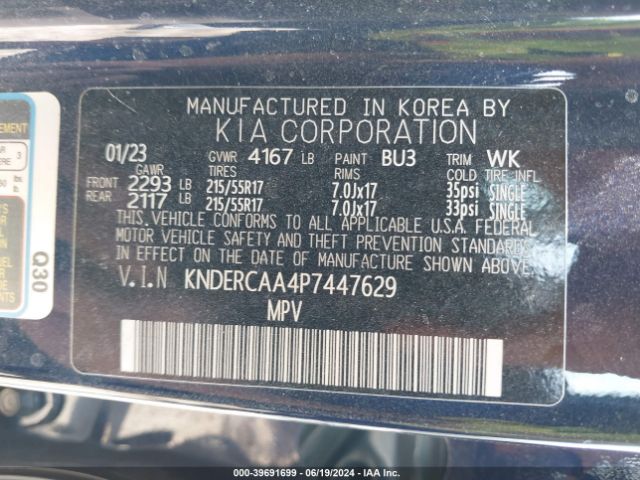 MANUFACTURED IN KOREA BY
KIA CORPORATION
01/23 GVWR 4167 LB PAINT BU3 TRIM WK
GAWR TIRES RIMS COLD TIRE INFL
FRONT 2293 LB 215/55R17 7.0Jx17 35psi SINGLE
REAR 2117 LB 215/55R17 7.0Jx17 33psi SINGLE
THIS VEHICLE CONFORMS TO ALL APPLICABLE U.S.A. FEDERAL
MOTOR VEHICLE SAFETY AND THEFT PREVENTION STANDARDS
IN EFFECT ON THE DATE OF MANUFACTURE SHOWN ABOVE.
V.I.N KNDERCAA4P7447629
MPV
Q30
000-39691699 - 06/19/2024 - IAA Inc.